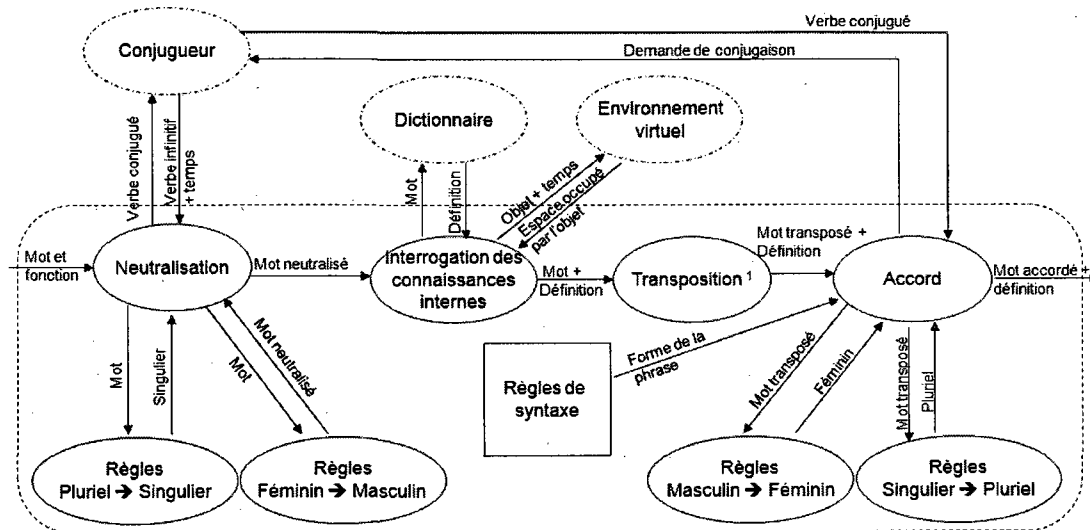 Verbe conjugué
Conjugueur
Demande de conjugaison
Dictionnaire
Environnement
virtuel
Verbe conjugué
Verbe infinitif
+ temps
Mot
Définition
Objet + temps
Espace occupé
par l'objet
Mot et
fonction
Neutralisation
Mot neutralisé
Interrogation des
connaissances
internes
Mot +
Définition
Transposition 1
Mot transposé +
Définition
Accord
Mot accordé +
définition
Mot
Singulier
Mot
Mot neutralisé
Règles de
syntaxe
Forme de la
phrase
Mot transposé
Féminin
Mot transposé
Pluriel
Règles
Pluriel → Singulier
Règles
Féminin → Masculin
Règles
Masculin → Féminin
Règles
Singulier → Pluriel